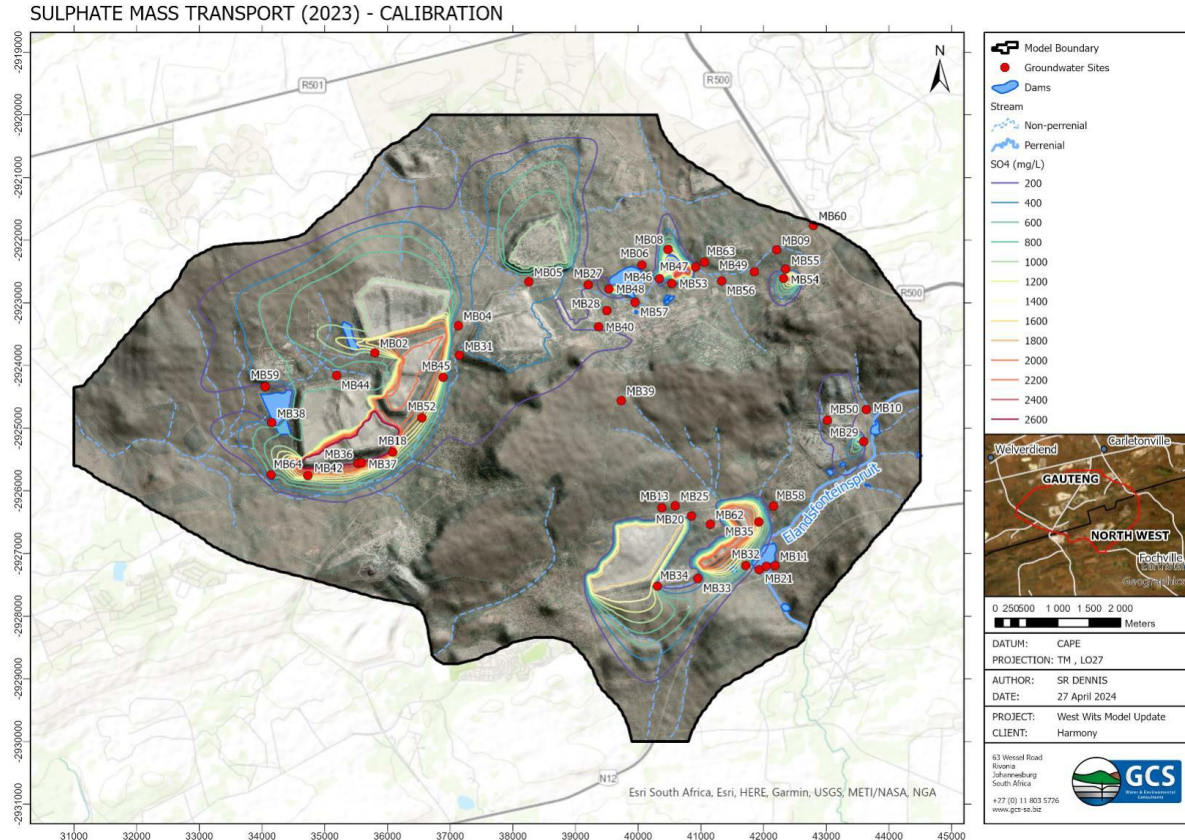 SULPHATE MASS TRANSPORT (2023) - CALIBRATION
-2919000
-2920000
-2921000
-2922000
-2923000
-2924000
-2925000
-2926000
-2927000
-2928000
-2929000
-2930000
-2931000
R501
R500
R500
N12
MB60
MB08
MB09
MB06
MB63
MB47
MB49
MB55
MB05
MB27
MB46
MB54
MB48
MB53
MB56
MB28
MB57
MB04
MB40
MB02
MB31
MB45
MB59
MB44
MB39
MB38
MB52
MB50
MB10
MB29
MB18
MB36
MB64
MB42
MB37
MB13
MB25
MB58
MB20
MB62
MB35
Elandsfonteinspruit
MB32
MB11
MB34
MB21
MB33
Esri South Africa, Esri, HERE, Garmin, USGS, METI/NASA, NGA
31000
32000
33000
34000
35000
36000
37000
38000
39000
40000
41000
42000
43000
44000
45000
N
Model Boundary
Groundwater Sites
Dams
Stream
Non-perrenial
Perrenial
SO4 (mg/L)
200
400
600
800
1000
1200
1400
1600
1800
2000
2200
2400
2600
Welverdiend
Carletonville
GAUTENG
NORTH WEST
Fochville
Geographics
0 250500 1 000 1 500 2 000
Meters
DATUM: CAPE
PROJECTION: TM , LO27
AUTHOR: SR DENNIS
DATE: 27 April 2024
PROJECT: West Wits Model Update
CLIENT: Harmony
63 Wessel Road
Rivonia
Johannesburg
South Africa
+27 (0) 11 803 5726
www.gcs-sa.biz
GCS
Water & Environmental
Consultants